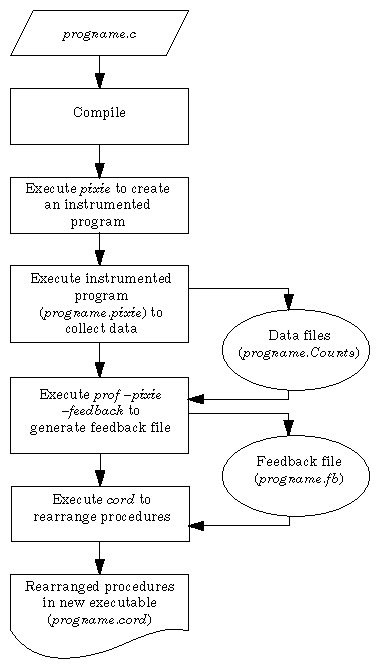 progname.c
Compile
Execute pixie to create
an instrumented
program
Execute instrumented
program
(progname.pixie) to
collect data
Data files
(progname.Counts)
Execute prof –pixie
–feedback to
generate feedback file
Feedback file
(progname.fb)
Execute cord to
rearrange procedures
Rearranged procedures
in new executable
(progname.cord)